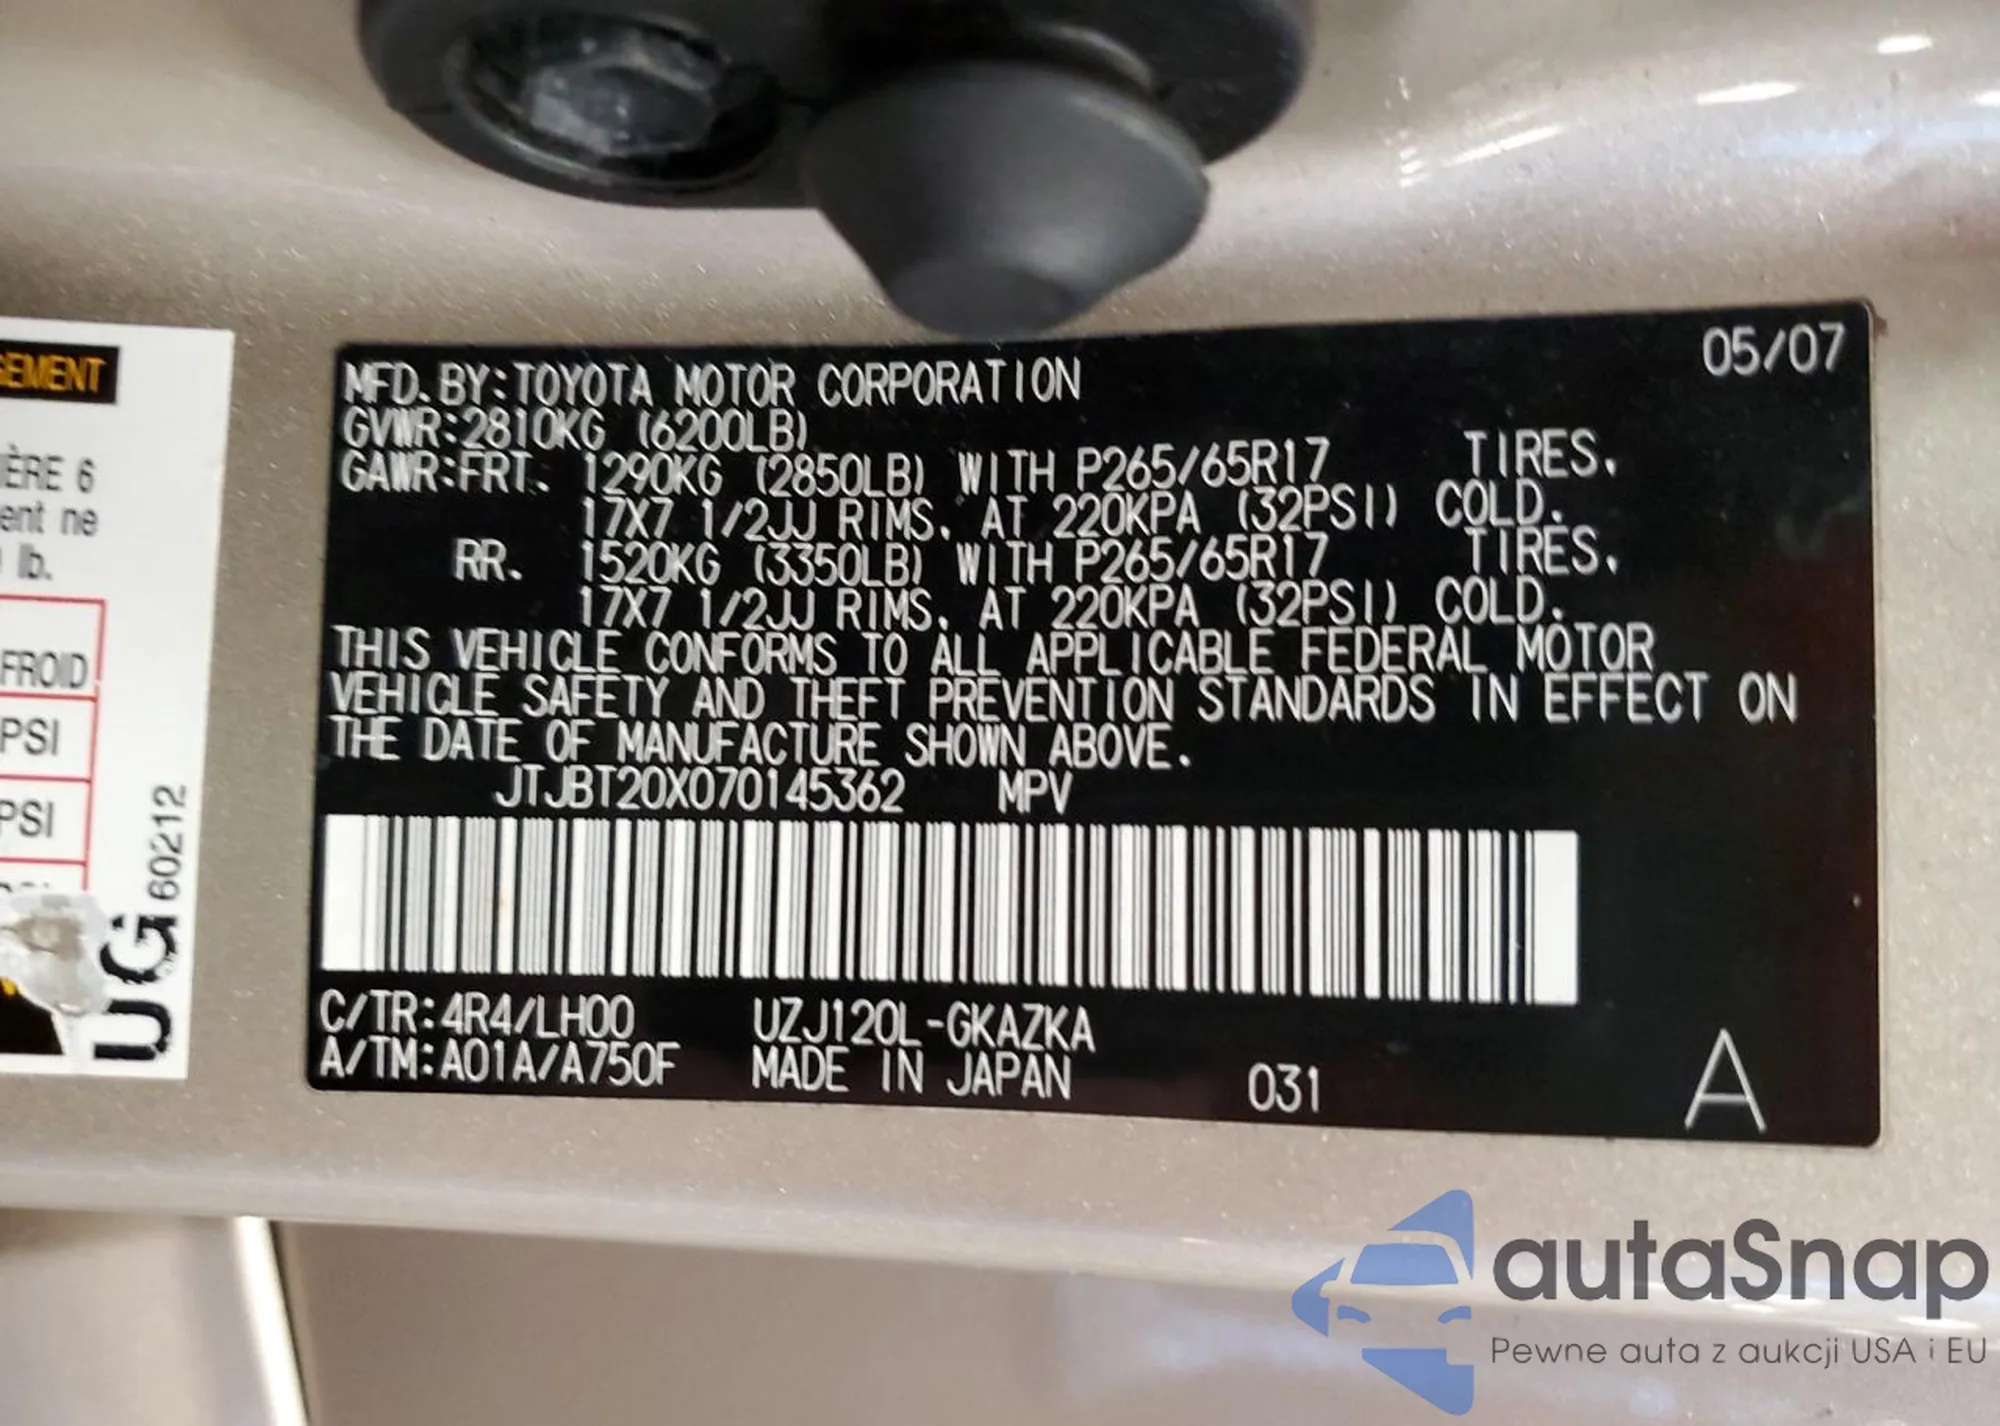 05/07
MFD. BY: TOYOTA MOTOR CORPORATION
GVWR: 2810KG (6200LB)
GAWR: FRT. 1290KG (2850LB) WITH P265/65R17 TIRES.
17X7 1/2JJ RIMS. AT 220KPA (32PSI) COLD.
RR. 1520KG (3350LB) WITH P265/65R17 TIRES.
17X7 1/2JJ RIMS. AT 220KPA (32PSI) COLD.
THIS VEHICLE CONFORMS TO ALL APPLICABLE FEDERAL MOTOR
VEHICLE SAFETY AND THEFT PREVENTION STANDARDS IN EFFECT ON
THE DATE OF MANUFACTURE SHOWN ABOVE.
JTJBT20X070145362 MPV
C/TR: 4R4/LH00 UZJ120L-GKAZKA
A/TM: A01A/A750F MADE IN JAPAN 031 A
GEMENT
IÈRE 6
ent ne
lb.
FROID
PSI
PSI
UG 60212
autaSnap
Pewne auta z aukcji USA i EU